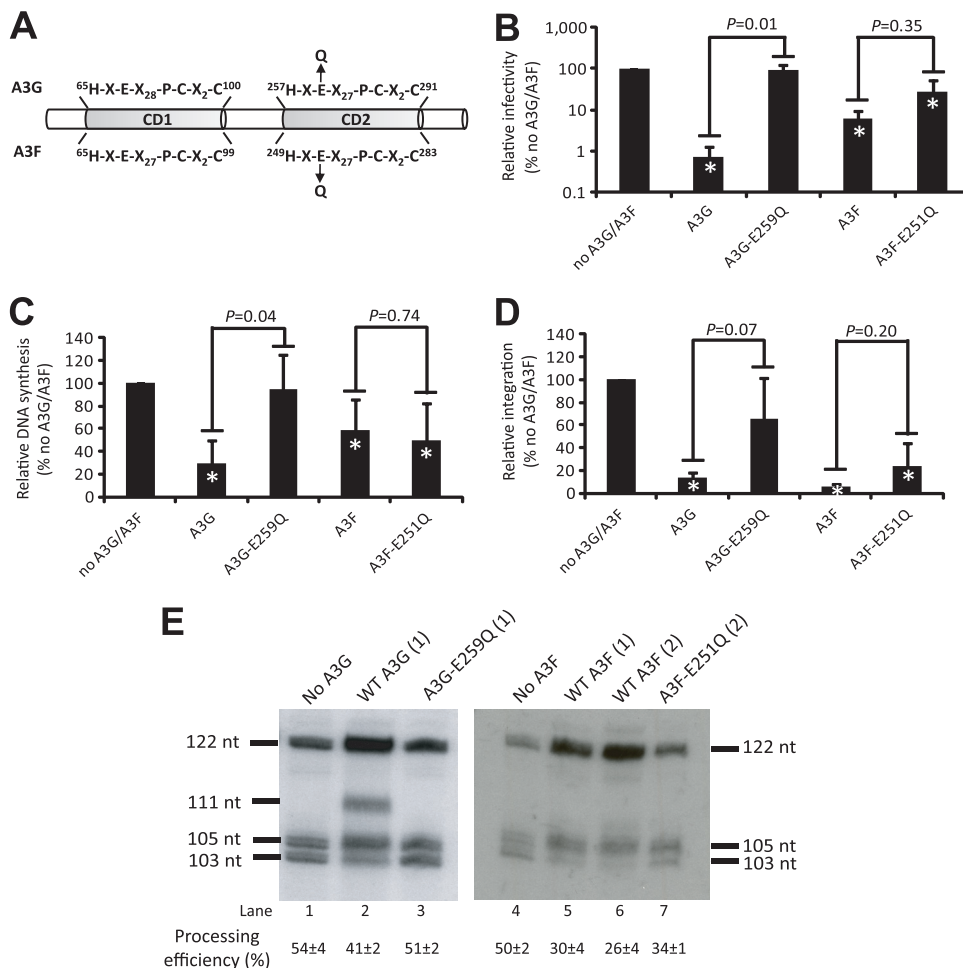 A
Q
A3G
⁶⁵H-X-E-X₂₈-P-C-X₂-C¹⁰⁰
²⁵⁷H-X-E-X₂₇-P-C-X₂-C²⁹¹
CD1
CD2
A3F
⁶⁵H-X-E-X₂₇-P-C-X₂-C⁹⁹
²⁴⁹H-X-E-X₂₇-P-C-X₂-C²⁸³
Q
B
Relative infectivity
(% no A3G/A3F)
1,000
100
10
1
0.1
P=0.01
P=0.35
*
*
*
no A3G/A3F
A3G
A3G-E259Q
A3F
A3F-E251Q
C
Relative DNA synthesis
(% no A3G/A3F)
140
120
100
80
60
40
20
0
P=0.04
P=0.74
*
*
*
no A3G/A3F
A3G
A3G-E259Q
A3F
A3F-E251Q
D
Relative integration
(% no A3G/A3F)
140
120
100
80
60
40
20
0
P=0.07
P=0.20
*
*
*
no A3G/A3F
A3G
A3G-E259Q
A3F
A3F-E251Q
E
No A3G
WT A3G (1)
A3G-E259Q (1)
No A3F
WT A3F (1)
WT A3F (2)
A3F-E251Q (2)
122 nt
111 nt
105 nt
103 nt
122 nt
105 nt
103 nt
Lane 1 2 3 4 5 6 7
Processing
efficiency (%) 54±4 41±2 51±2 50±2 30±4 26±4 34±1